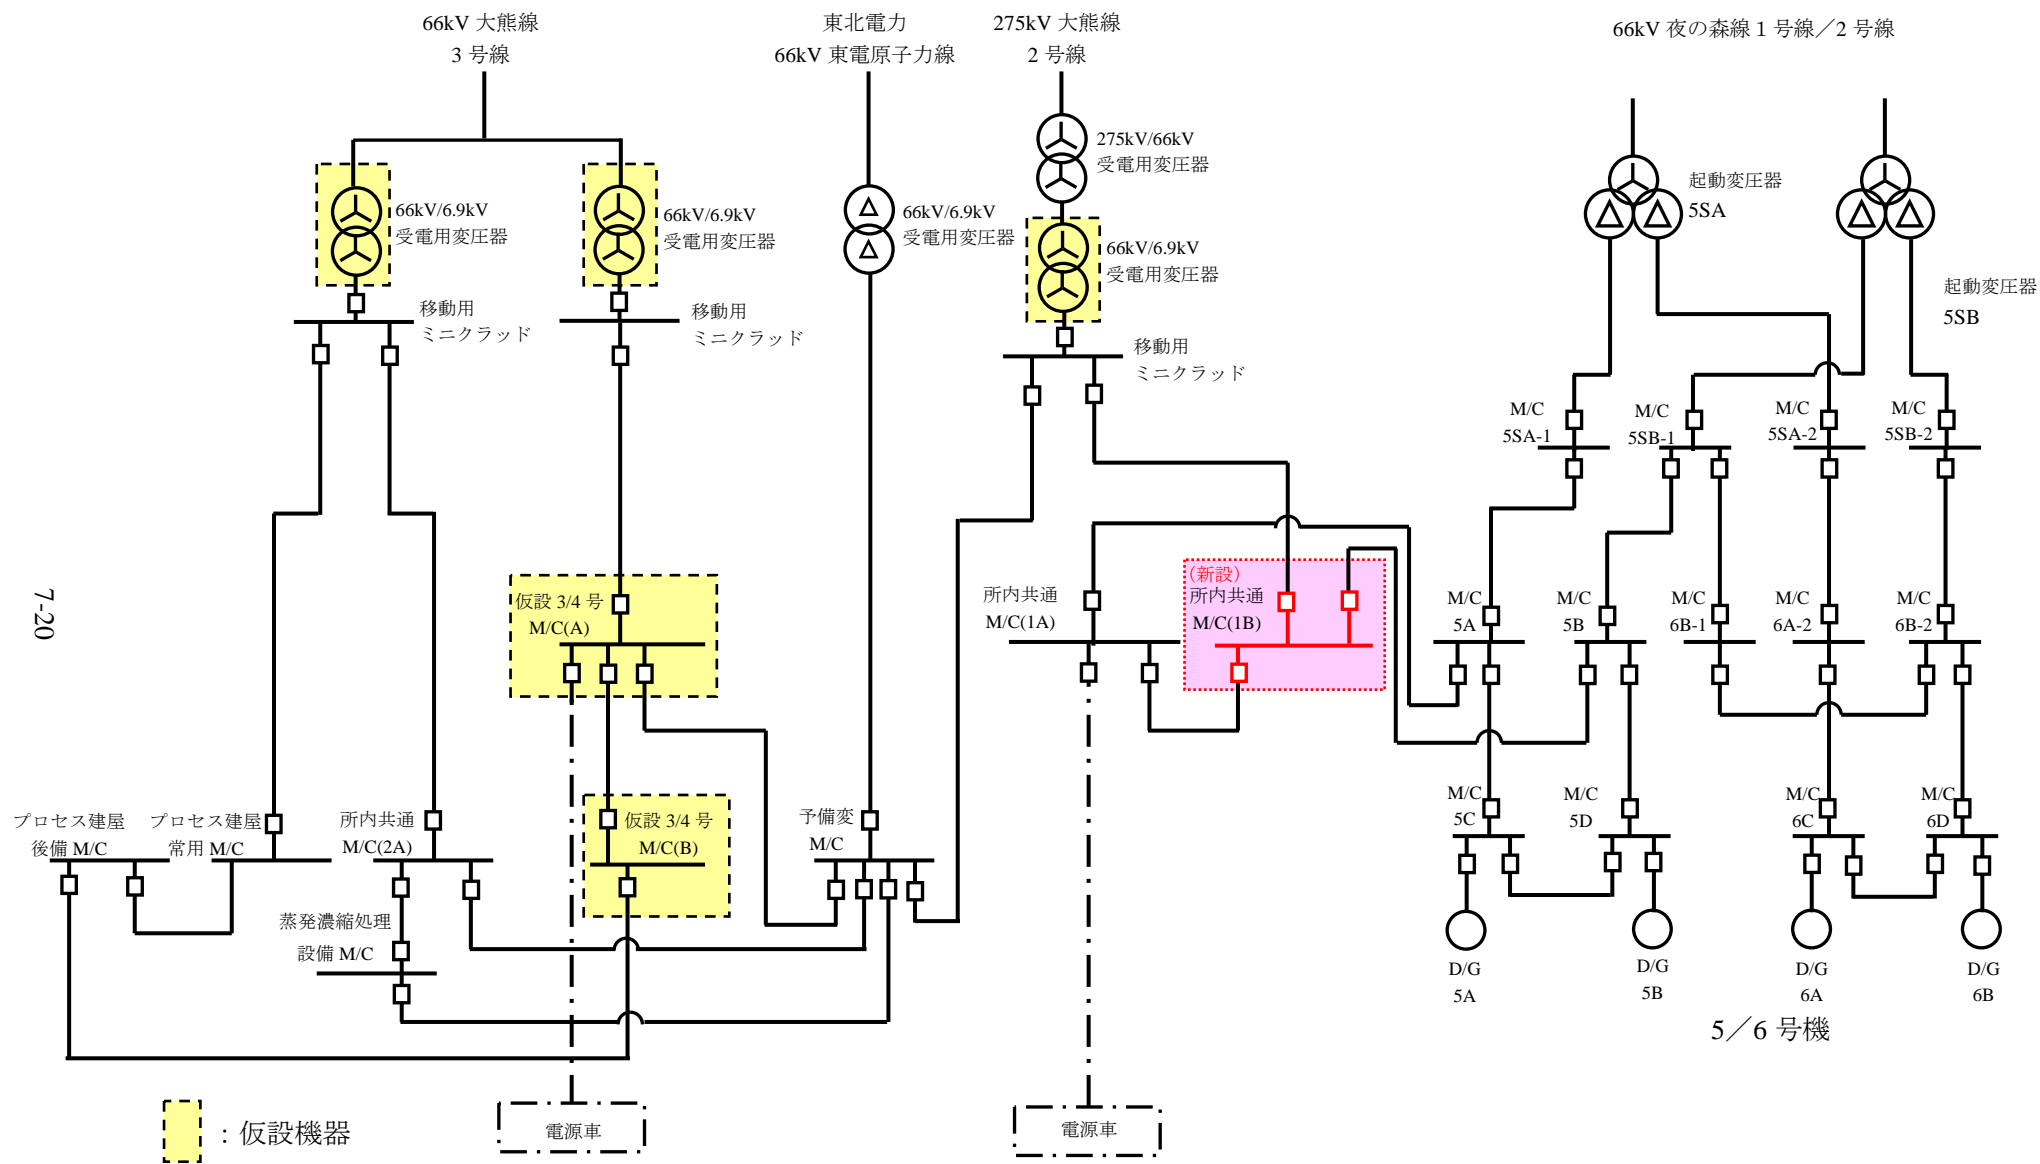 66kV 大熊線
3 号線
東北電力
66kV 東電原子力線
275kV 大熊線
2 号線
66kV 夜の森線 1 号線／2 号線
66kV/6.9kV
受電用変圧器
66kV/6.9kV
受電用変圧器
66kV/6.9kV
受電用変圧器
275kV/66kV
受電用変圧器
66kV/6.9kV
受電用変圧器
起動変圧器
5SA
起動変圧器
5SB
移動用
ミニクラッド
移動用
ミニクラッド
移動用
ミニクラッド
M/C
5SA-1
M/C
5SB-1
M/C
5SA-2
M/C
5SB-2
仮設 3/4 号
M/C(A)
所内共通
M/C(1A)
(新設)
所内共通
M/C(1B)
M/C
5A
M/C
5B
M/C
6B-1
M/C
6A-2
M/C
6B-2
7-20
プロセス建屋
後備 M/C
プロセス建屋
常用 M/C
所内共通
M/C(2A)
仮設 3/4 号
M/C(B)
予備変
M/C
M/C
5C
M/C
5D
M/C
6C
M/C
6D
蒸発濃縮処理
設備 M/C
D/G
5A
D/G
5B
D/G
6A
D/G
6B
5／6 号機
：仮設機器
電源車
電源車